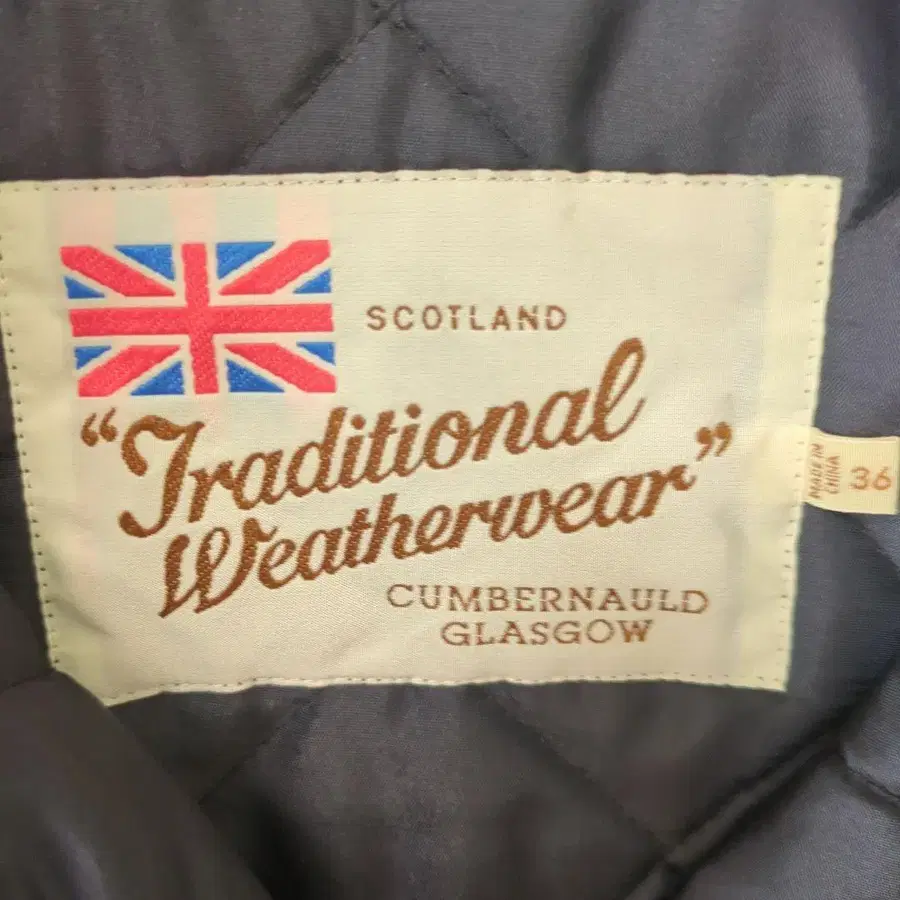 SCOTLAND
“Traditional
Weatherwear”
CUMBERNAULD
GLASGOW
MADE IN
CHINA
36